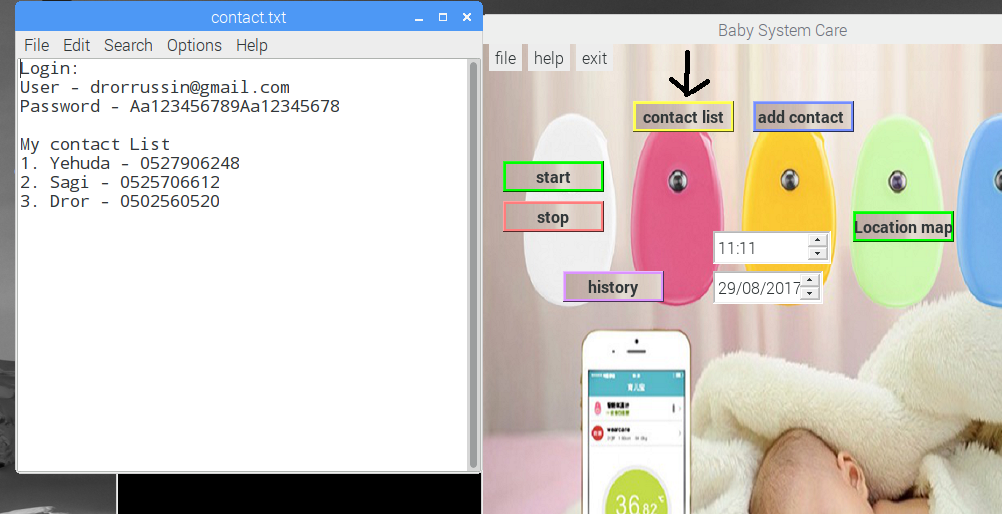 contact.txt
File Edit Search Options Help
Login:
User - drorrussin@gmail.com
Password - Aa123456789Aa12345678
My contact List
1. Yehuda - 0527906248
2. Sagi - 0525706612
3. Dror - 0502560520
Baby System Care
file help exit
contact list add contact
start
stop
Location map
11:11
history
29/08/2017
36.82°C